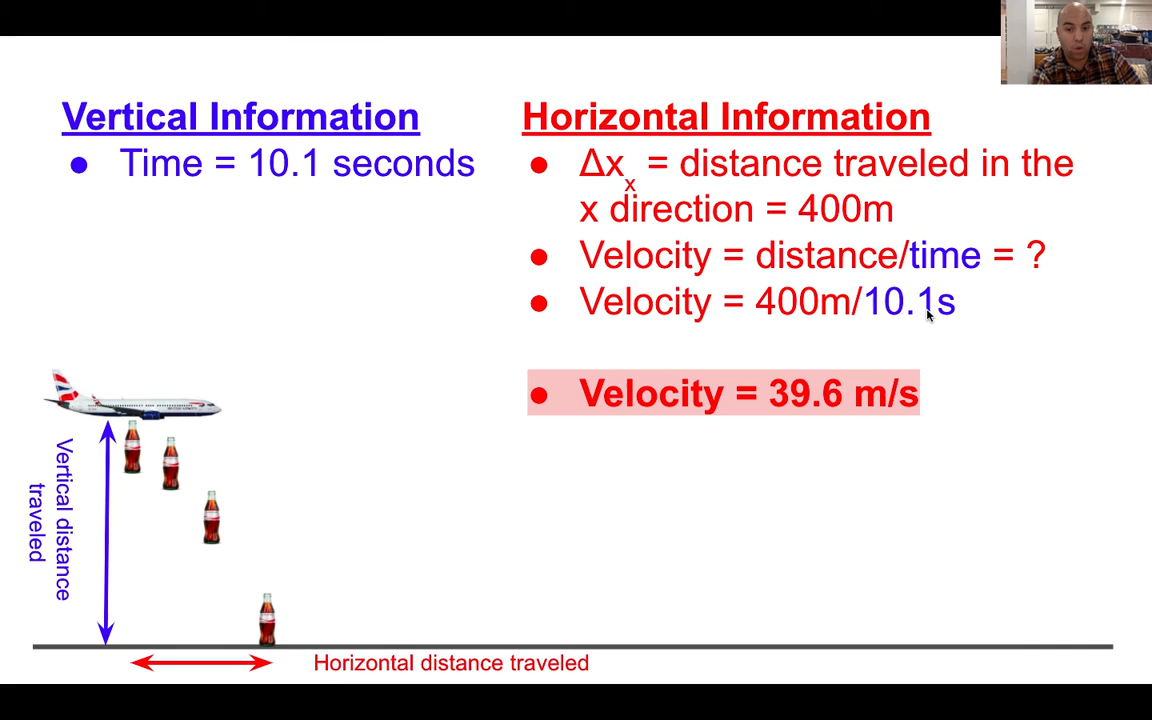 Vertical Information
● Time = 10.1 seconds
Horizontal Information
● Δxₓ = distance traveled in the
x direction = 400m
● Velocity = distance/time = ?
● Velocity = 400m/10.1s
● Velocity = 39.6 m/s
Vertical distance
traveled
Horizontal distance traveled